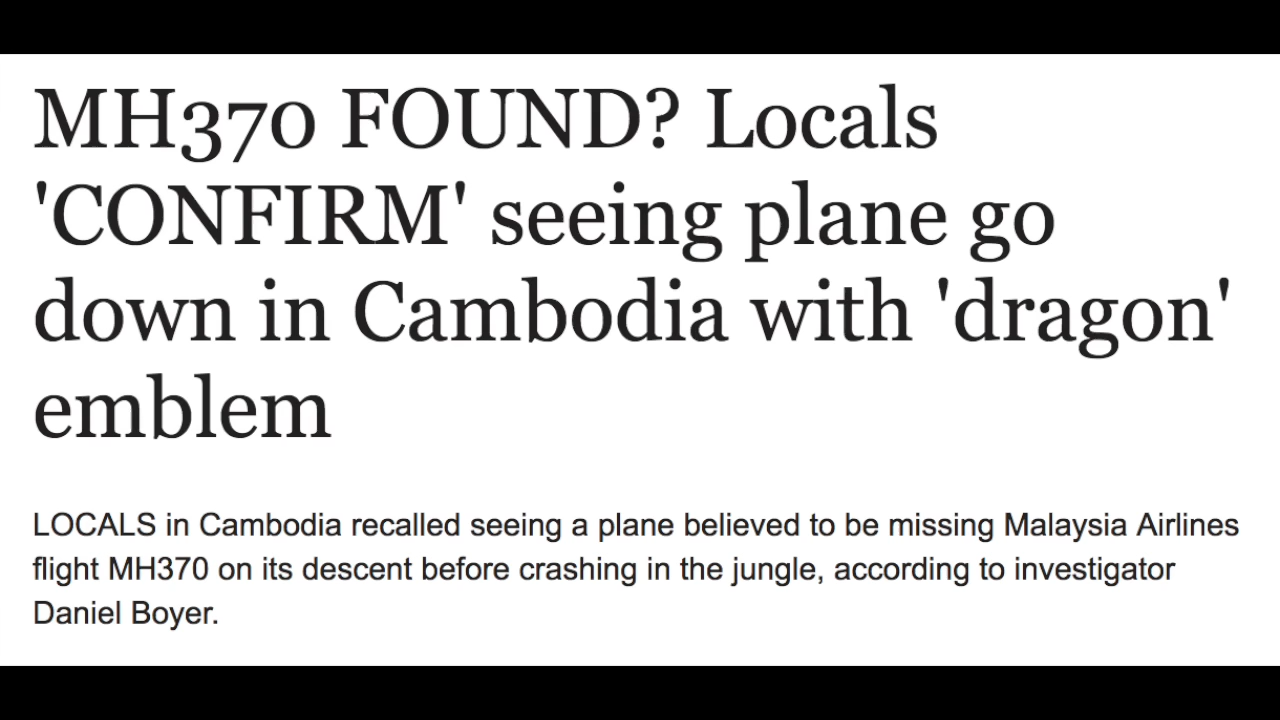 MH370 FOUND? Locals
'CONFIRM' seeing plane go
down in Cambodia with 'dragon'
emblem
LOCALS in Cambodia recalled seeing a plane believed to be missing Malaysia Airlines
flight MH370 on its descent before crashing in the jungle, according to investigator
Daniel Boyer.